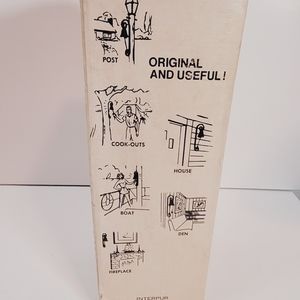 POST
ORIGINAL
AND USEFUL!
COOK-OUTS
HOUSE
BOAT
DEN
FIREPLACE
INTERPUR